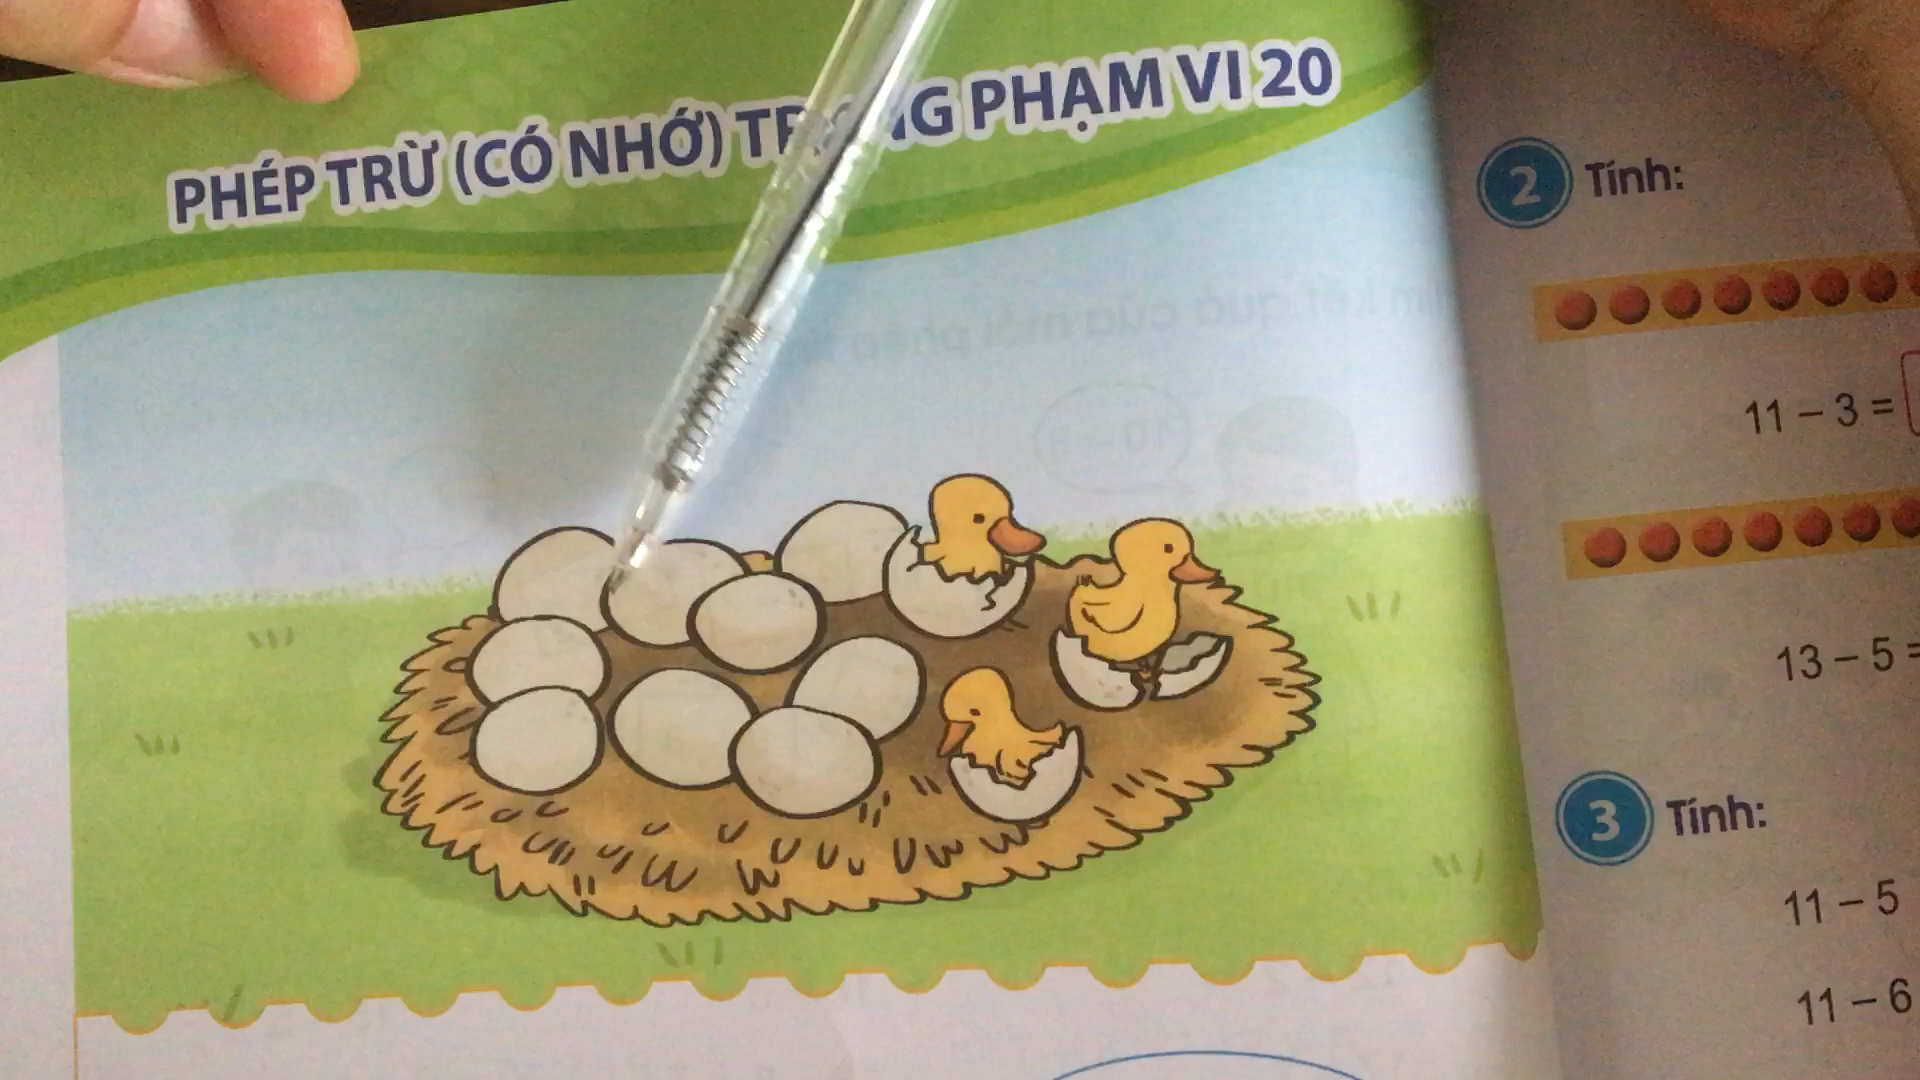 PHÉP TRỪ (CÓ NHỚ) TRONG PHẠM VI 20
2 Tính:
11 – 3 =
13 – 5 =
3 Tính:
11 – 5
11 – 6